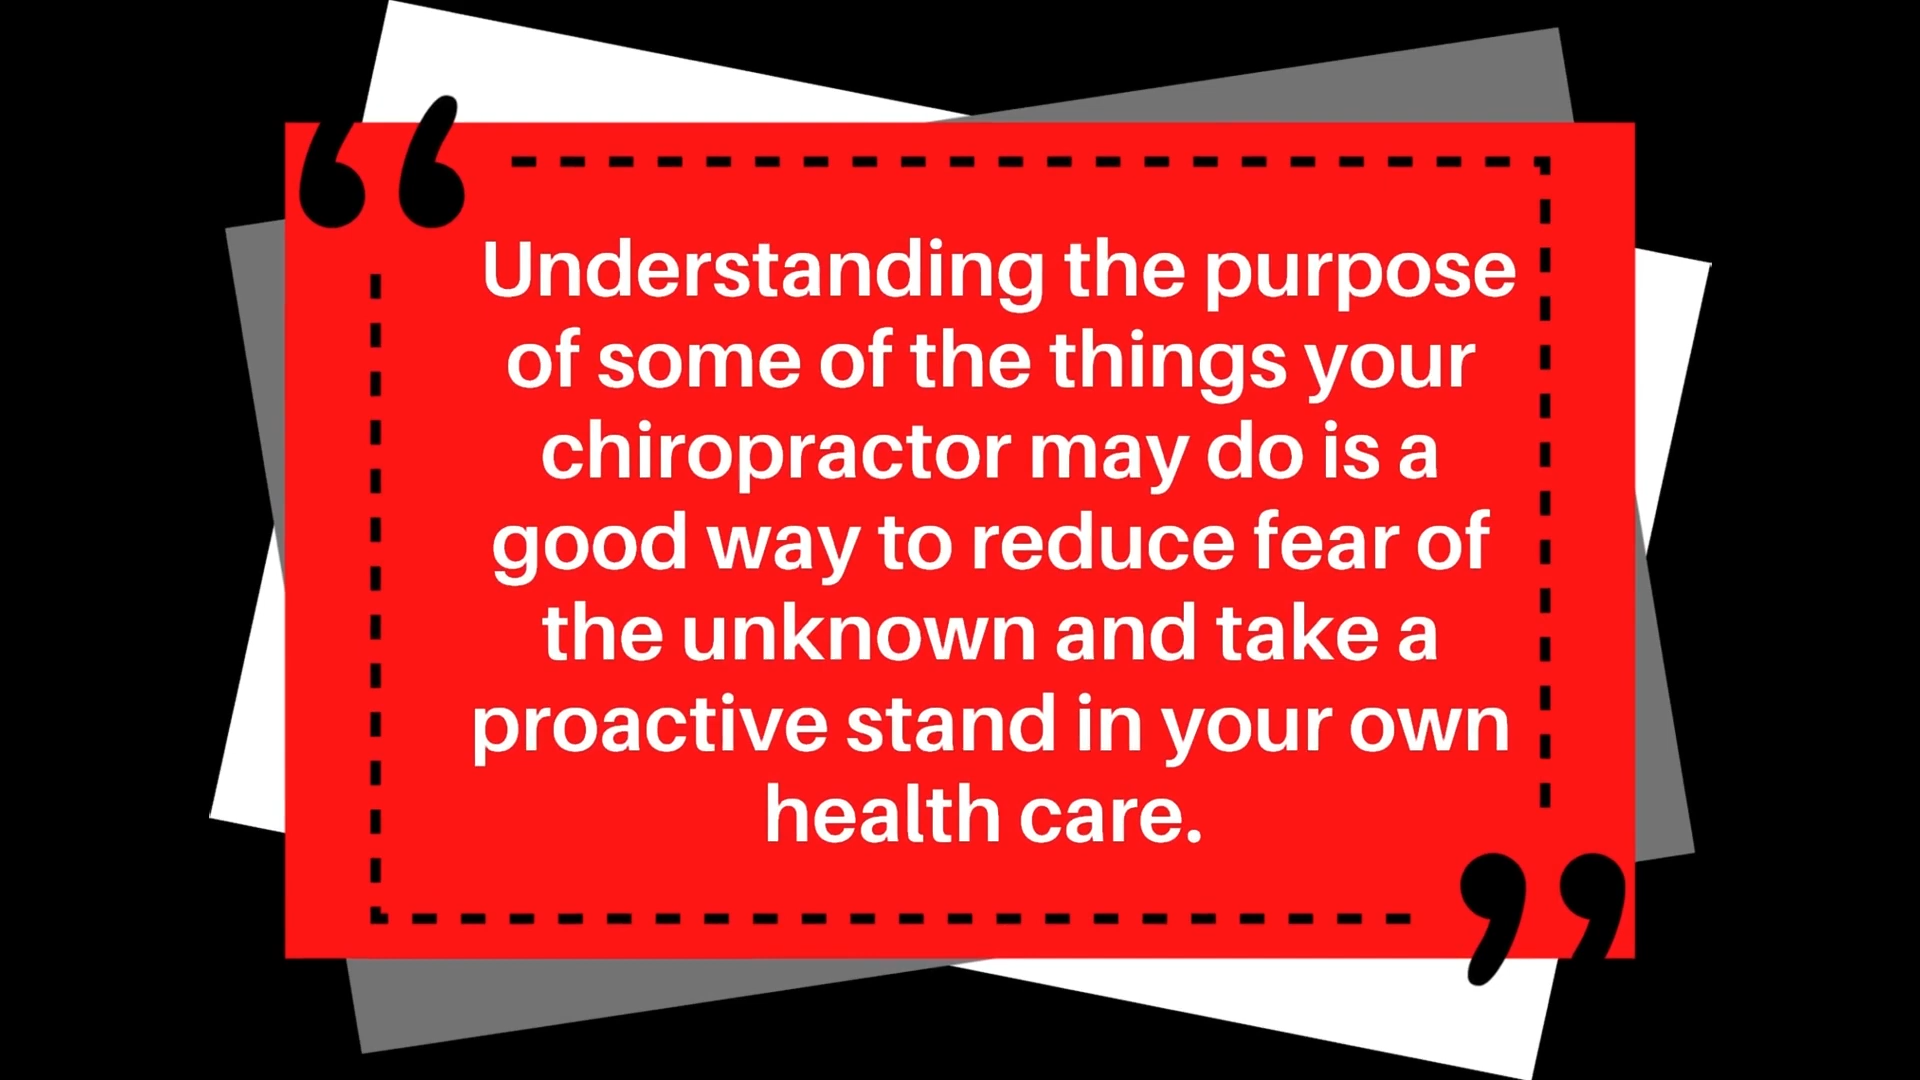 Understanding the purpose
of some of the things your
chiropractor may do is a
good way to reduce fear of
the unknown and take a
proactive stand in your own
health care.